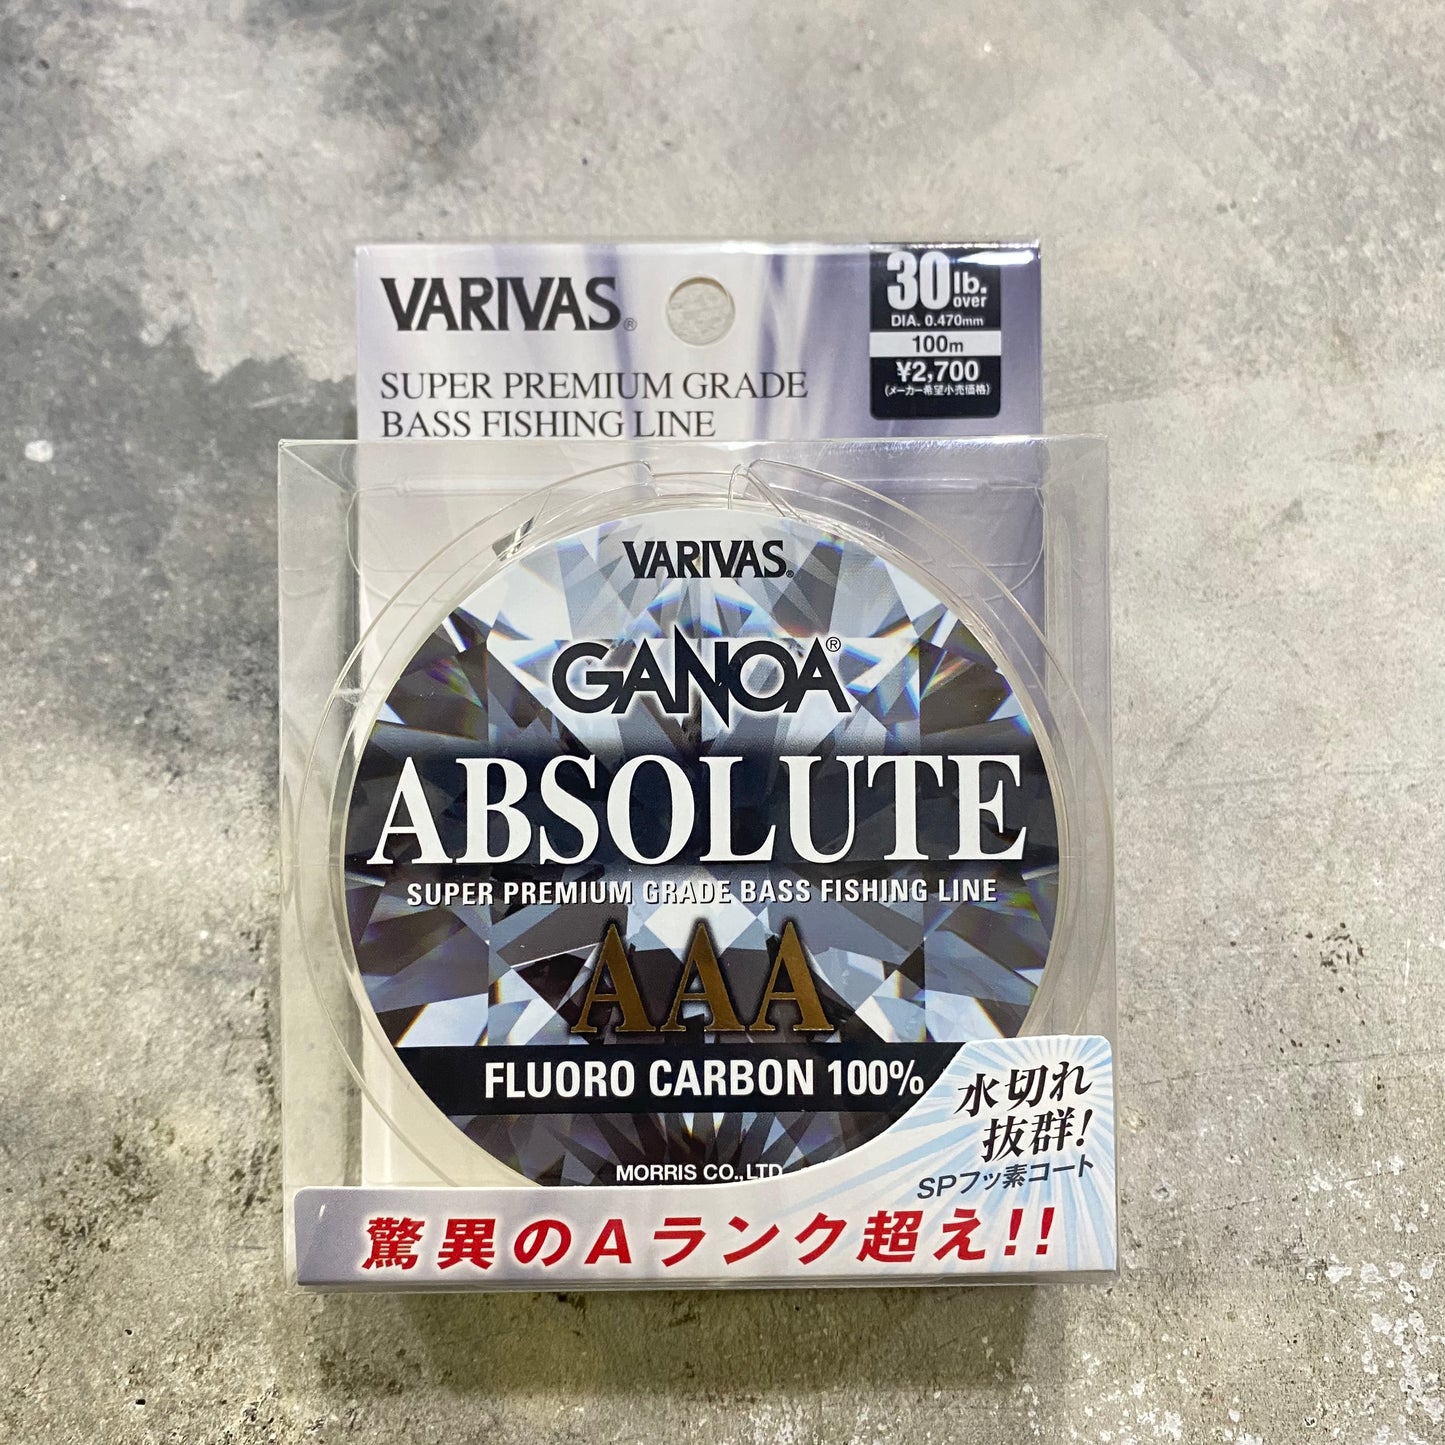 VARIVAS®
SUPER PREMIUM GRADE
BASS FISHING LINE
30lb.
over
DIA. 0.470mm
100m
¥2,700
(メーカー希望小売価格)
VARIVAS®
GANOA®
ABSOLUTE
SUPER PREMIUM GRADE BASS FISHING LINE
AAA
FLUORO CARBON 100%
MORRIS CO.,LTD.
水切れ
抜群!
SPフッ素コート
驚異のAランク超え!!